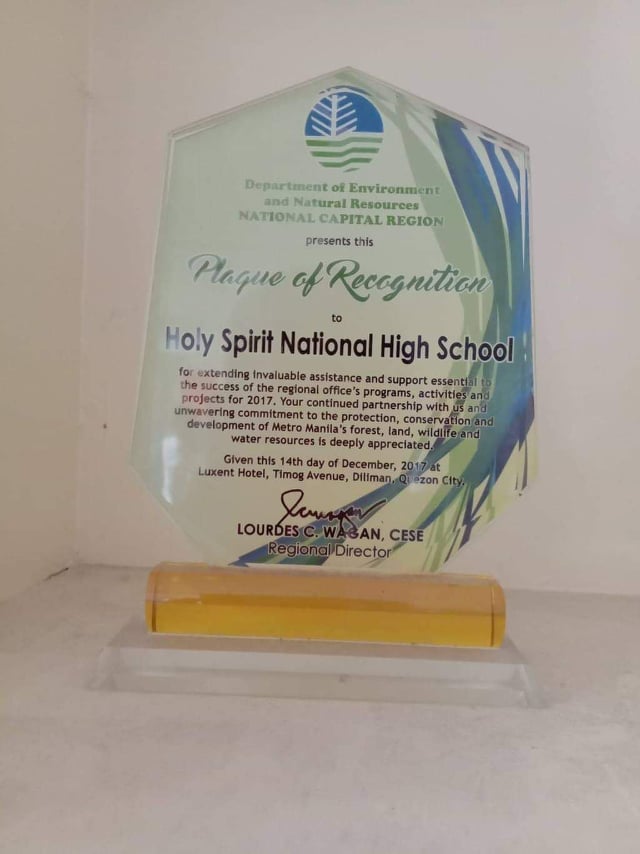 Department of Environment
and Natural Resources
NATIONAL CAPITAL REGION
presents this
Plaque of Recognition
to
Holy Spirit National High School
for extending invaluable assistance and support essential to
the success of the regional office's programs, activities and
projects for 2017. Your continued partnership with us and
unwavering commitment to the protection, conservation and
development of Metro Manila's forest, land, wildlife and
water resources is deeply appreciated.
Given this 14th day of December, 2017 at
Luxent Hotel, Timog Avenue, Diliman, Quezon City.
LOURDES C. WAGAN, CESE
Regional Director